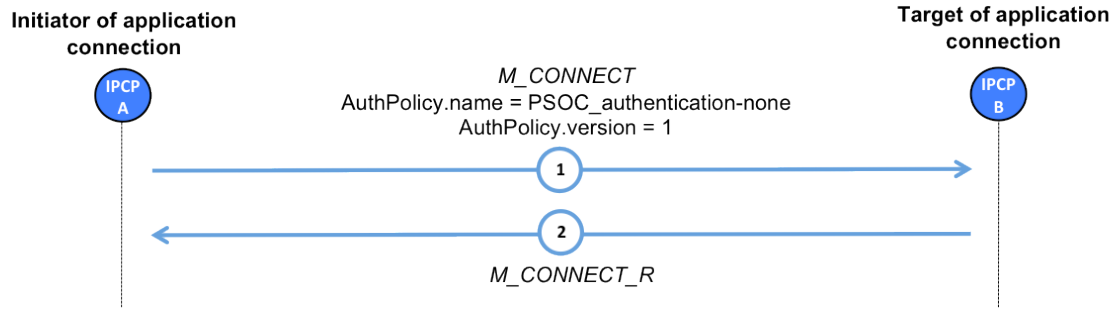 Initiator of application
connection
Target of application
connection
IPCP
A
IPCP
B
M_CONNECT
AuthPolicy.name = PSOC_authentication-none
AuthPolicy.version = 1
1
2
M_CONNECT_R